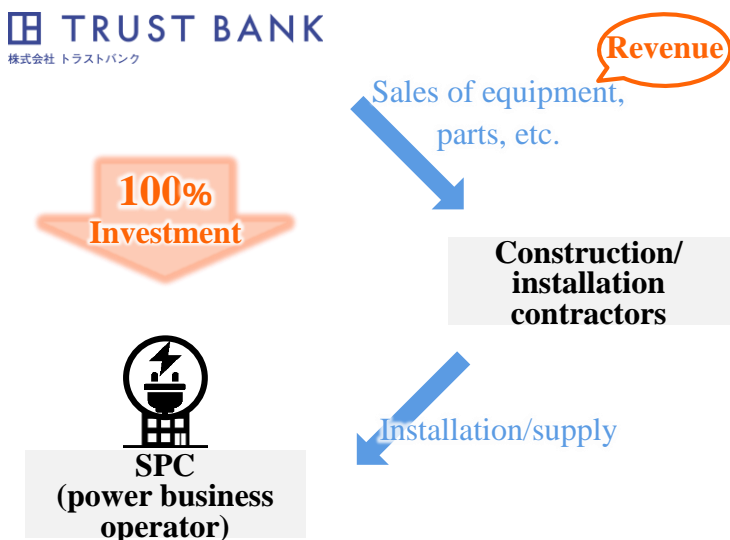 TRUST BANK
株式会社 トラストバンク
Revenue
Sales of equipment,
parts, etc.
100%
Investment
Construction/
installation
contractors
Installation/supply
SPC
(power business
operator)